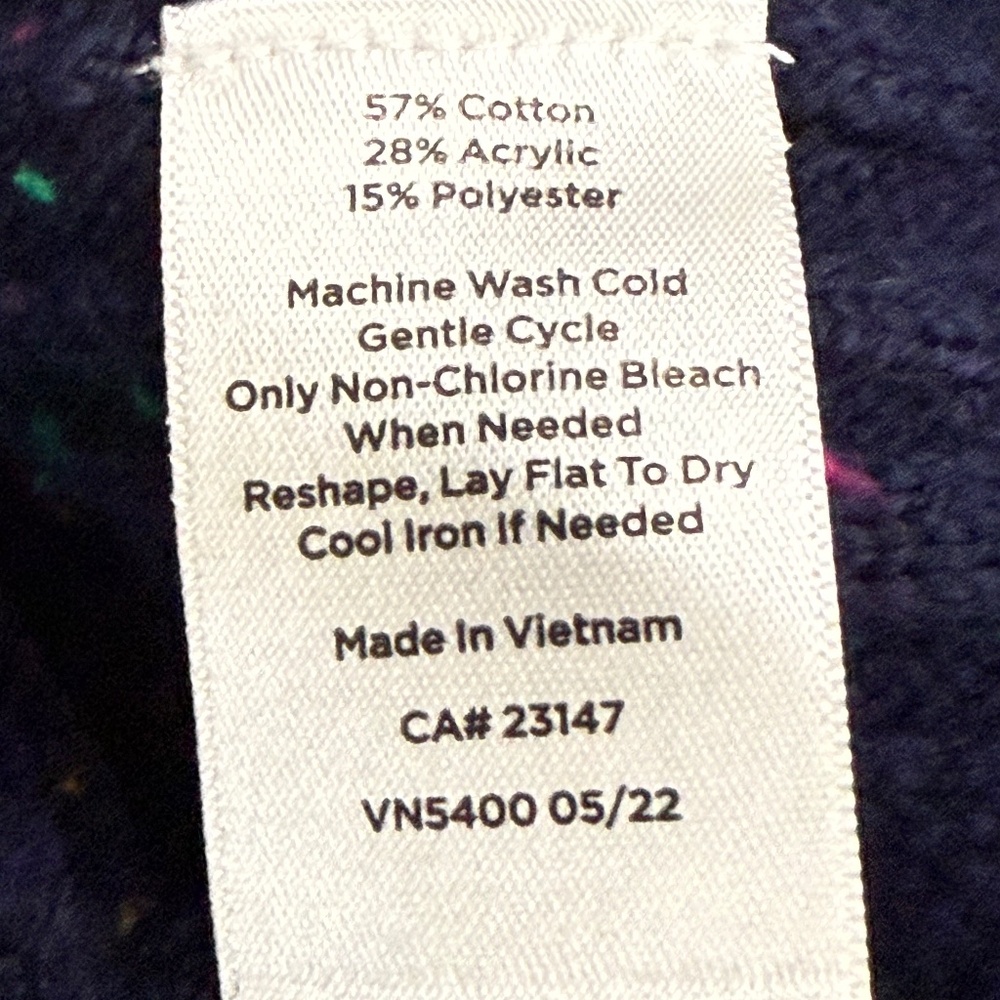 57% Cotton
28% Acrylic
15% Polyester
Machine Wash Cold
Gentle Cycle
Only Non-Chlorine Bleach
When Needed
Reshape, Lay Flat To Dry
Cool Iron If Needed
Made In Vietnam
CA# 23147
VN5400 05/22